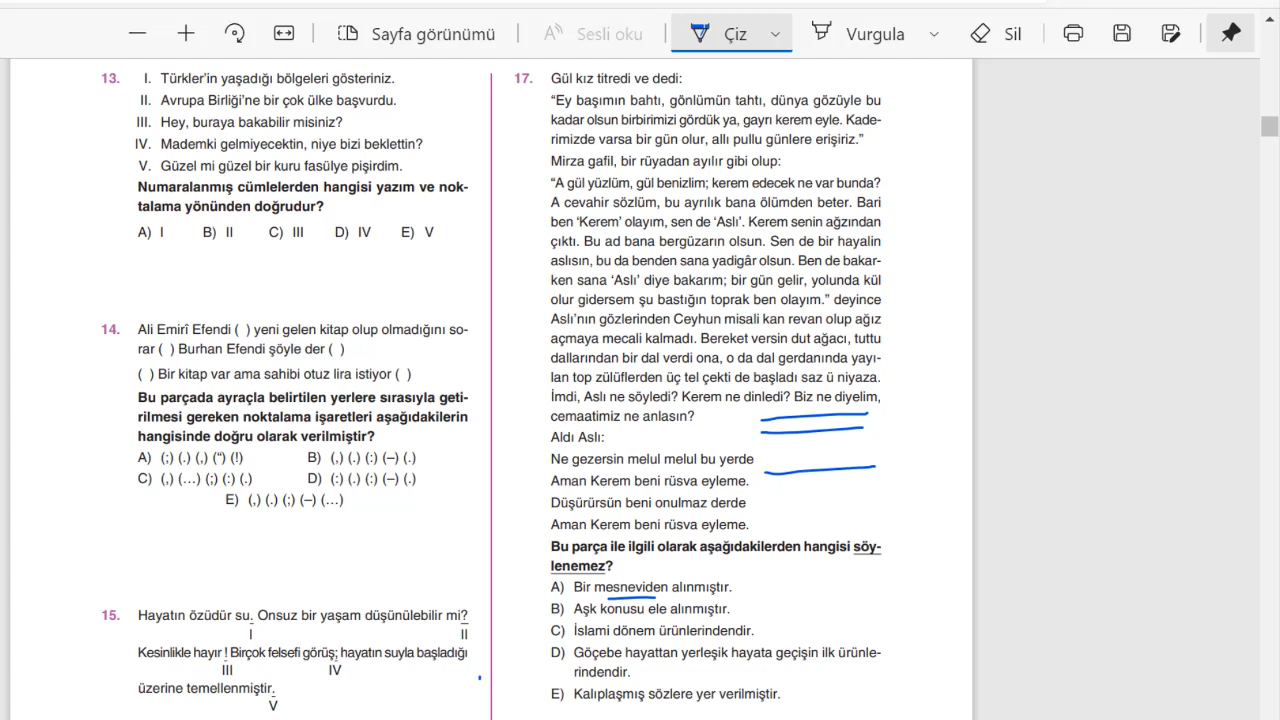 Sayfa görünümü
Sesli oku
Çiz
Vurgula
Sil
13. I. Türkler'in yaşadığı bölgeleri gösteriniz.
II. Avrupa Birliği'ne bir çok ülke başvurdu.
III. Hey, buraya bakabilir misiniz?
IV. Mademki gelmiyecektin, niye bizi beklettin?
V. Güzel mi güzel bir kuru fasülye pişirdim.
Numaralanmış cümlelerden hangisi yazım ve nok-
talama yönünden doğrudur?
A) I B) II C) III D) IV E) V
14. Ali Emirî Efendi ( ) yeni gelen kitap olup olmadığını so-
rar ( ) Burhan Efendi şöyle der ( )
( ) Bir kitap var ama sahibi otuz lira istiyor ( )
Bu parçada ayraçla belirtilen yerlere sırasıyla geti-
rilmesi gereken noktalama işaretleri aşağıdakilerin
hangisinde doğru olarak verilmiştir?
A) (;) (.) (,) (“) (!) B) (,) (.) (:) (–) (.)
C) (,) (...) (;) (:) (.) D) (:) (.) (:) (–) (.)
E) (,) (.) (;) (–) (...)
15. Hayatın özüdür su. Onsuz bir yaşam düşünülebilir mi?
I II
Kesinlikle hayır ! Birçok felsefi görüş; hayatın suyla başladığı
III IV
üzerine temellenmiştir.
V
17. Gül kız titredi ve dedi:
“Ey başımın bahtı, gönlümün tahtı, dünya gözüyle bu
kadar olsun birbirimizi gördük ya, gayrı kerem eyle. Kade-
rimizde varsa bir gün olur, allı pullu günlere erişiriz.”
Mirza gafil, bir rüyadan ayılır gibi olup:
“A gül yüzlüm, gül benizlim; kerem edecek ne var bunda?
A cevahir sözlüm, bu ayrılık bana ölümden beter. Bari
ben ‘Kerem’ olayım, sen de ‘Aslı’. Kerem senin ağzından
çıktı. Bu ad bana bergüzarın olsun. Sen de bir hayalin
aslısın, bu da benden sana yadigâr olsun. Ben de bakar-
ken sana ‘Aslı’ diye bakarım; bir gün gelir, yolunda kül
olur gidersem şu bastığın toprak ben olayım.” deyince
Aslı’nın gözlerinden Ceyhun misali kan revan olup ağız
açmaya mecali kalmadı. Bereket versin dut ağacı, tuttu
dallarından bir dal verdi ona, o da dal gerdanında yayı-
lan top zülüflerden üç tel çekti de başladı saz ü niyaza.
İmdi, Aslı ne söyledi? Kerem ne dinledi? Biz ne diyelim,
cemaatimiz ne anlasın?
Aldı Aslı:
Ne gezersin melul melul bu yerde
Aman Kerem beni rüsva eyleme.
Düşürürsün beni onulmaz derde
Aman Kerem beni rüsva eyleme.
Bu parça ile ilgili olarak aşağıdakilerden hangisi söy-
lenemez?
A) Bir mesneviden alınmıştır.
B) Aşk konusu ele alınmıştır.
C) İslami dönem ürünlerindendir.
D) Göçebe hayattan yerleşik hayata geçişin ilk ürünle-
rindendir.
E) Kalıplaşmış sözlere yer verilmiştir.